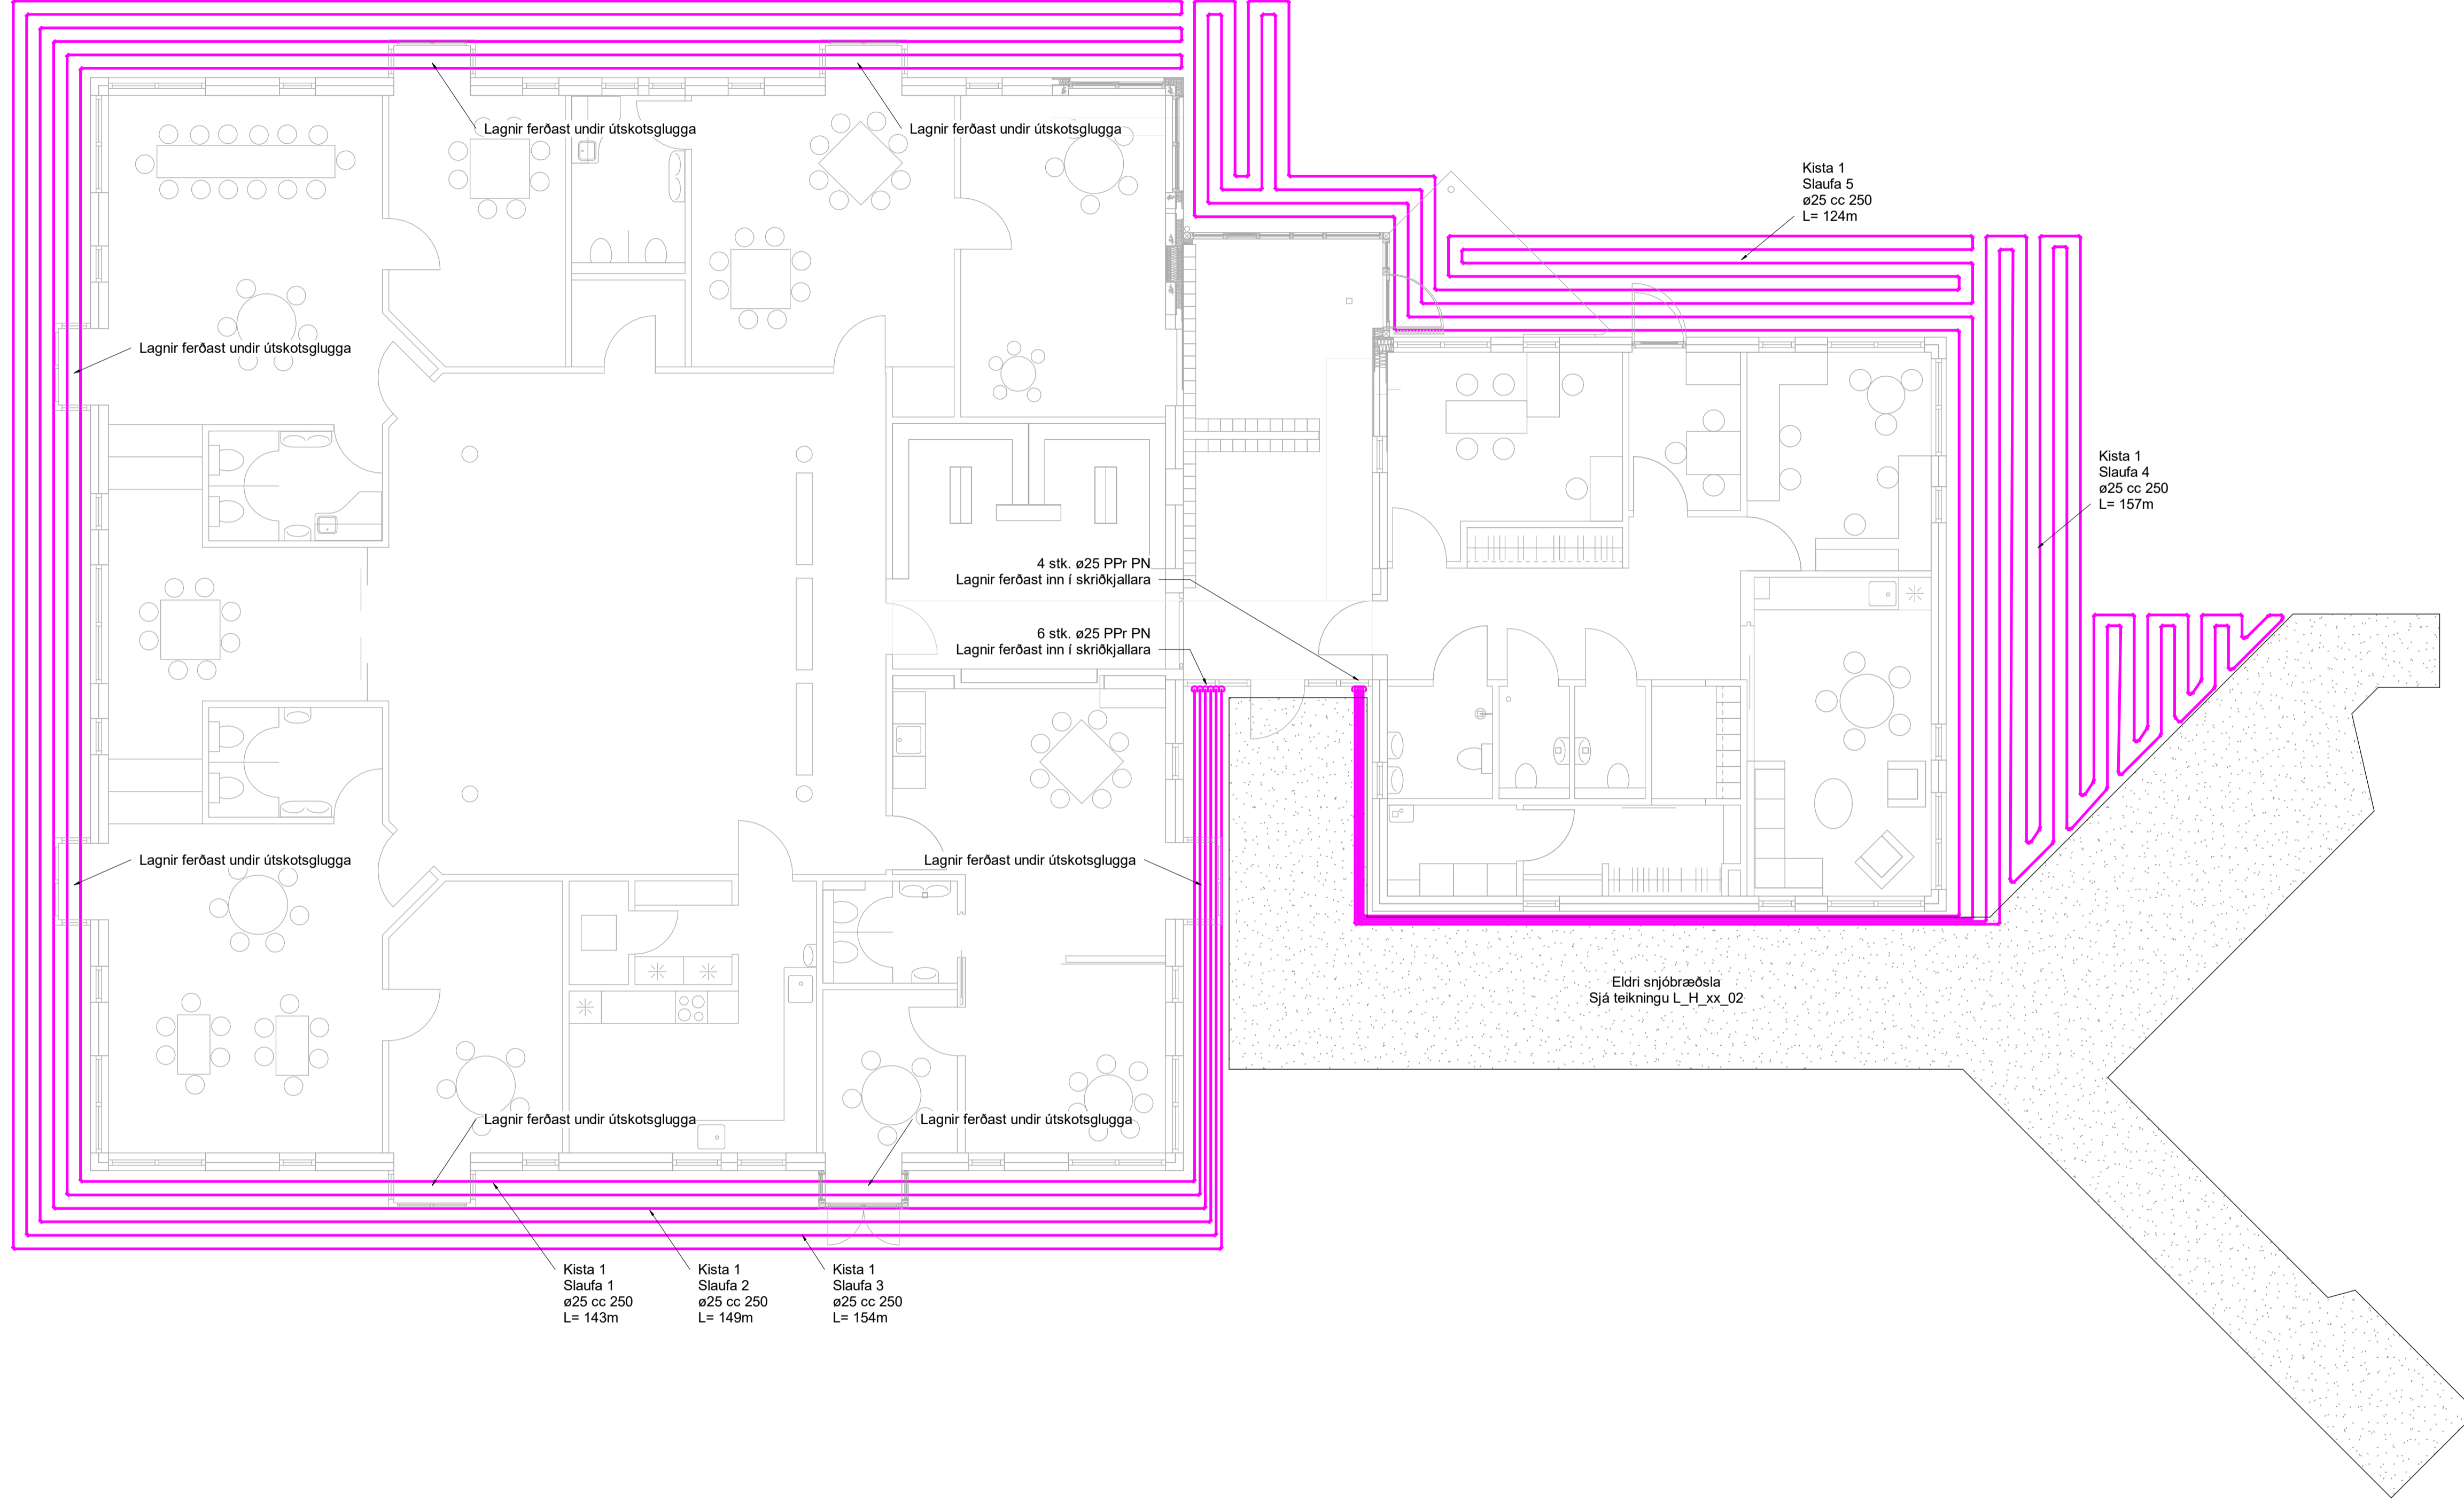 Lagnir ferðast undir útskotsglugga
Lagnir ferðast undir útskotsglugga
Kista 1
Slaufa 5
ø25 cc 250
L= 124m
Lagnir ferðast undir útskotsglugga
Kista 1
Slaufa 4
ø25 cc 250
L= 157m
4 stk. ø25 PPr PN
Lagnir ferðast inn í skriðkjallara
6 stk. ø25 PPr PN
Lagnir ferðast inn í skriðkjallara
Lagnir ferðast undir útskotsglugga
Lagnir ferðast undir útskotsglugga
Eldri snjóbræðsla
Sjá teikningu L_H_xx_02
Lagnir ferðast undir útskotsglugga
Lagnir ferðast undir útskotsglugga
Kista 1
Slaufa 1
ø25 cc 250
L= 143m
Kista 1
Slaufa 2
ø25 cc 250
L= 149m
Kista 1
Slaufa 3
ø25 cc 250
L= 154m